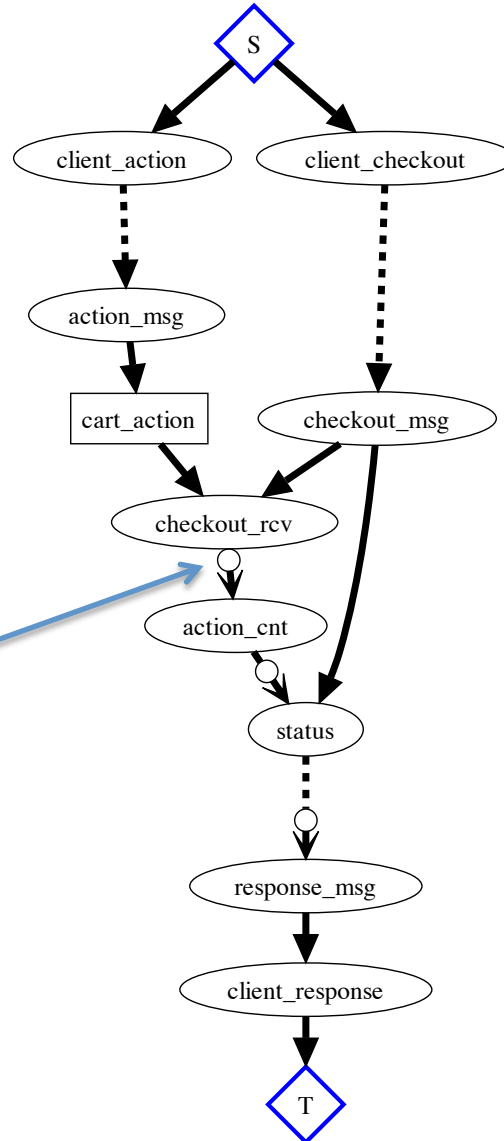 S
client_action
client_checkout
action_msg
cart_action
checkout_msg
checkout_rcv
action_cnt
status
response_msg
client_response
T